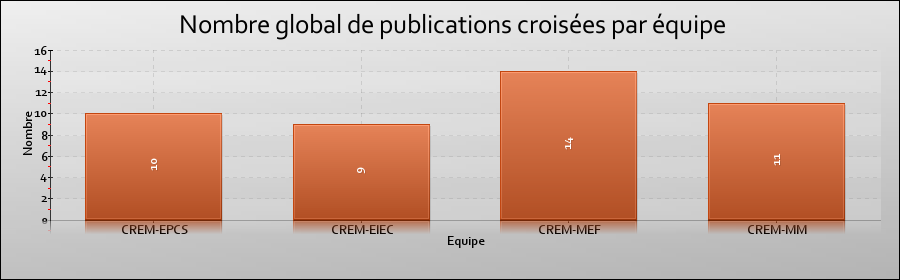 Nombre global de publications croisées par équipe
Nombre
16
14
12
10
8
6
4
2
0
10
9
14
11
CREM-EPCS
CREM-EIEC
CREM-MEF
CREM-MM
Equipe